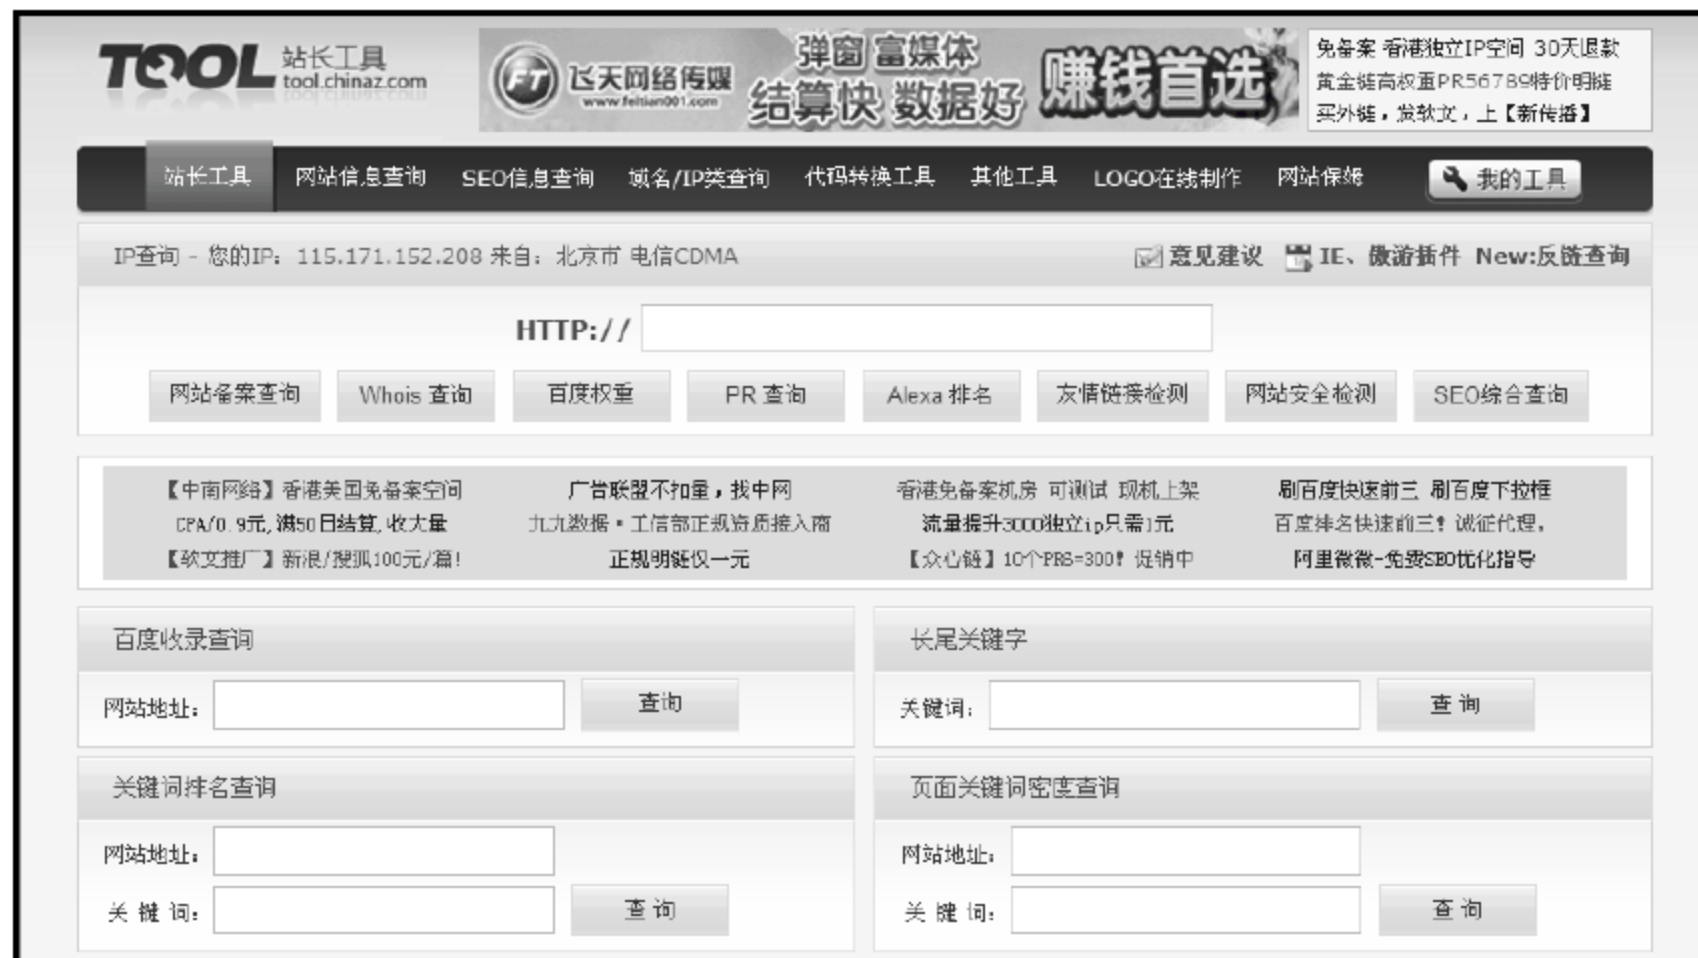 TOOL 站长工具
tool.chinaz.com
飞天网络传媒
www.feitian001.com
弹窗 富媒体
结算快 数据好
赚钱首选
免备案 香港独立IP空间 30天退款
黄金链高权重PR56789特价明链
买外链，发软文，上【新传播】
站长工具 网站信息查询 SEO信息查询 域名/IP类查询 代码转换工具 其他工具 LOGO在线制作 网站保姆 我的工具
IP查询 - 您的IP：115.171.152.208 来自：北京市 电信CDMA 意见建议 IE、傲游插件 New:反链查询
HTTP://
网站备案查询 Whois 查询 百度权重 PR 查询 Alexa 排名 友情链接检测 网站安全检测 SEO综合查询
【中南网络】香港美国免备案空间 广告联盟不扣量，找中网 香港免备案机房 可测试 现机上架 刷百度快速前三 刷百度下拉框
CPA/0.9元,满50日结算,收大量 九九数据·工信部正规资质接入商 流量提升3000独立ip只需1元 百度排名快速前三！诚征代理。
【软文推广】新浪/搜狐100元/篇! 正规明链仅一元 【众心链】10个PR8=300！促销中 阿里微微-免费SEO优化指导
百度收录查询 长尾关键字
网站地址： 查询 关键词： 查 询
关键词排名查询 页面关键词密度查询
网站地址： 网站地址：
关 键 词： 查 询 关 键 词： 查 询